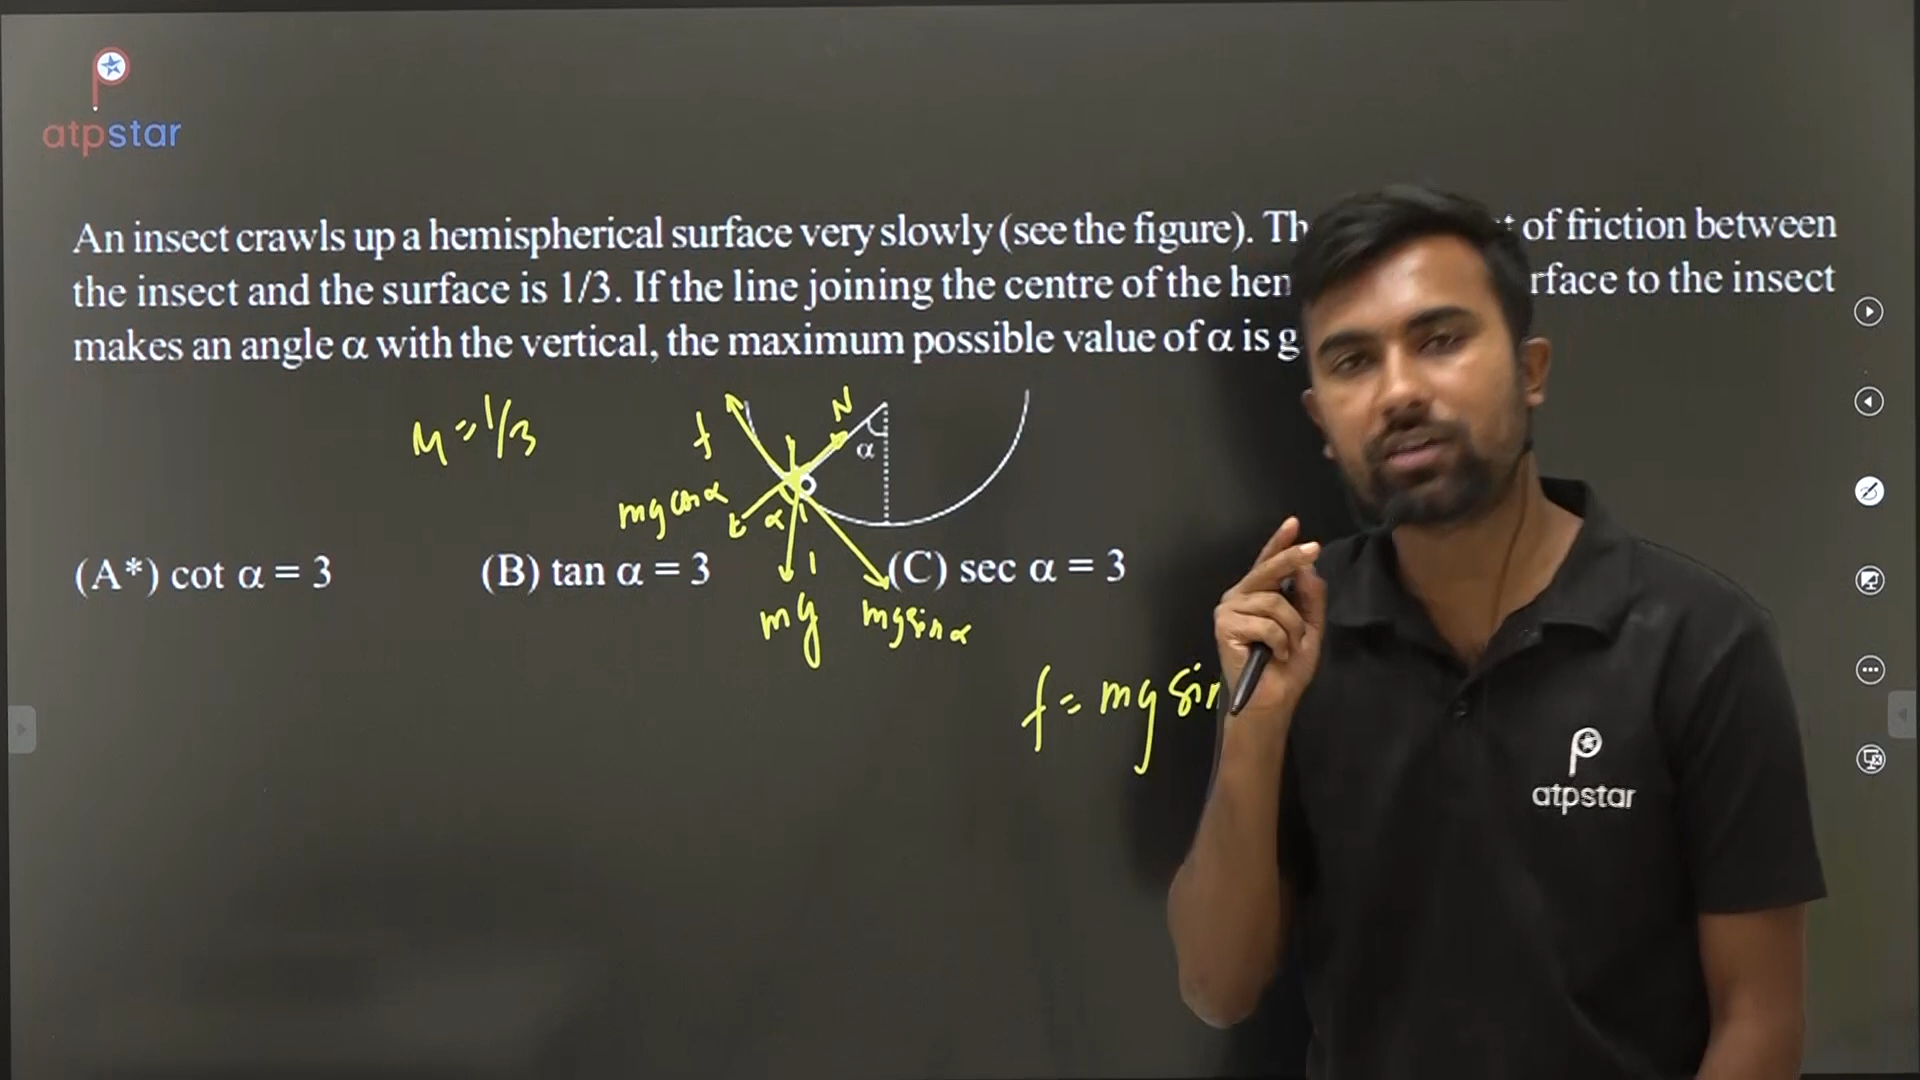 atpstar
An insect crawls up a hemispherical surface very slowly (see the figure). of friction between
the insect and the surface is 1/3. If the line joining the centre of the to the insect
makes an angle α with the vertical, the maximum possible value of α is
μ = 1/3
f
N
α
mg cos α
α
(A*) cot α = 3 (B) tan α = 3 (C) sec α = 3
mg
mg sin α
f = mg sin
atpstar